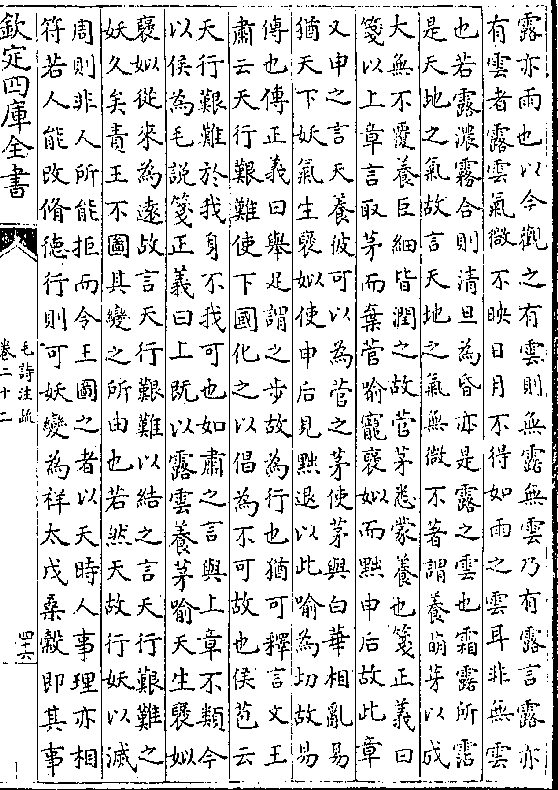 露亦雨也以今觀之有雲則無露無雲乃有露言露亦
有雲者露雲氣微不映日月不得如雨之雲耳非無雲
也若露濃霧合則清旦為昏亦是露之雲也霜露所霑
是天地之氣故言天地之氣無微不著謂養萌芽以成
大無不覆養臣細皆潤之故菅茅悉蒙養也箋正義曰
箋以上章言取茅而棄菅喻寵褒姒而黜申后故此章
又申之言天養彼可以為菅之茅使茅與白華相亂易
猶天下妖氣生褒姒使申后見黜退以此喻為切故易
傳也傳正義曰舉足謂之步故為行也猶可釋言文王
肅云天行艱難使下國化之以倡為不可故也侯苞云
天行艱難於我身不我可也如肅之言與上章不類今
以侯為毛說箋正義曰上既以露雲養茅喻天生褒姒
褒姒從來為遠故言天行艱難以結之言天行艱難之
妖久矣責王不圖其變之所由也若然天故行妖以滅
周則非人所能拒而令王圖之者以天時人事理亦相
符若人能改脩德行則可妖變為祥太戊桑榖即其事
欽定四庫全書
毛詩注疏
卷二十二
四六